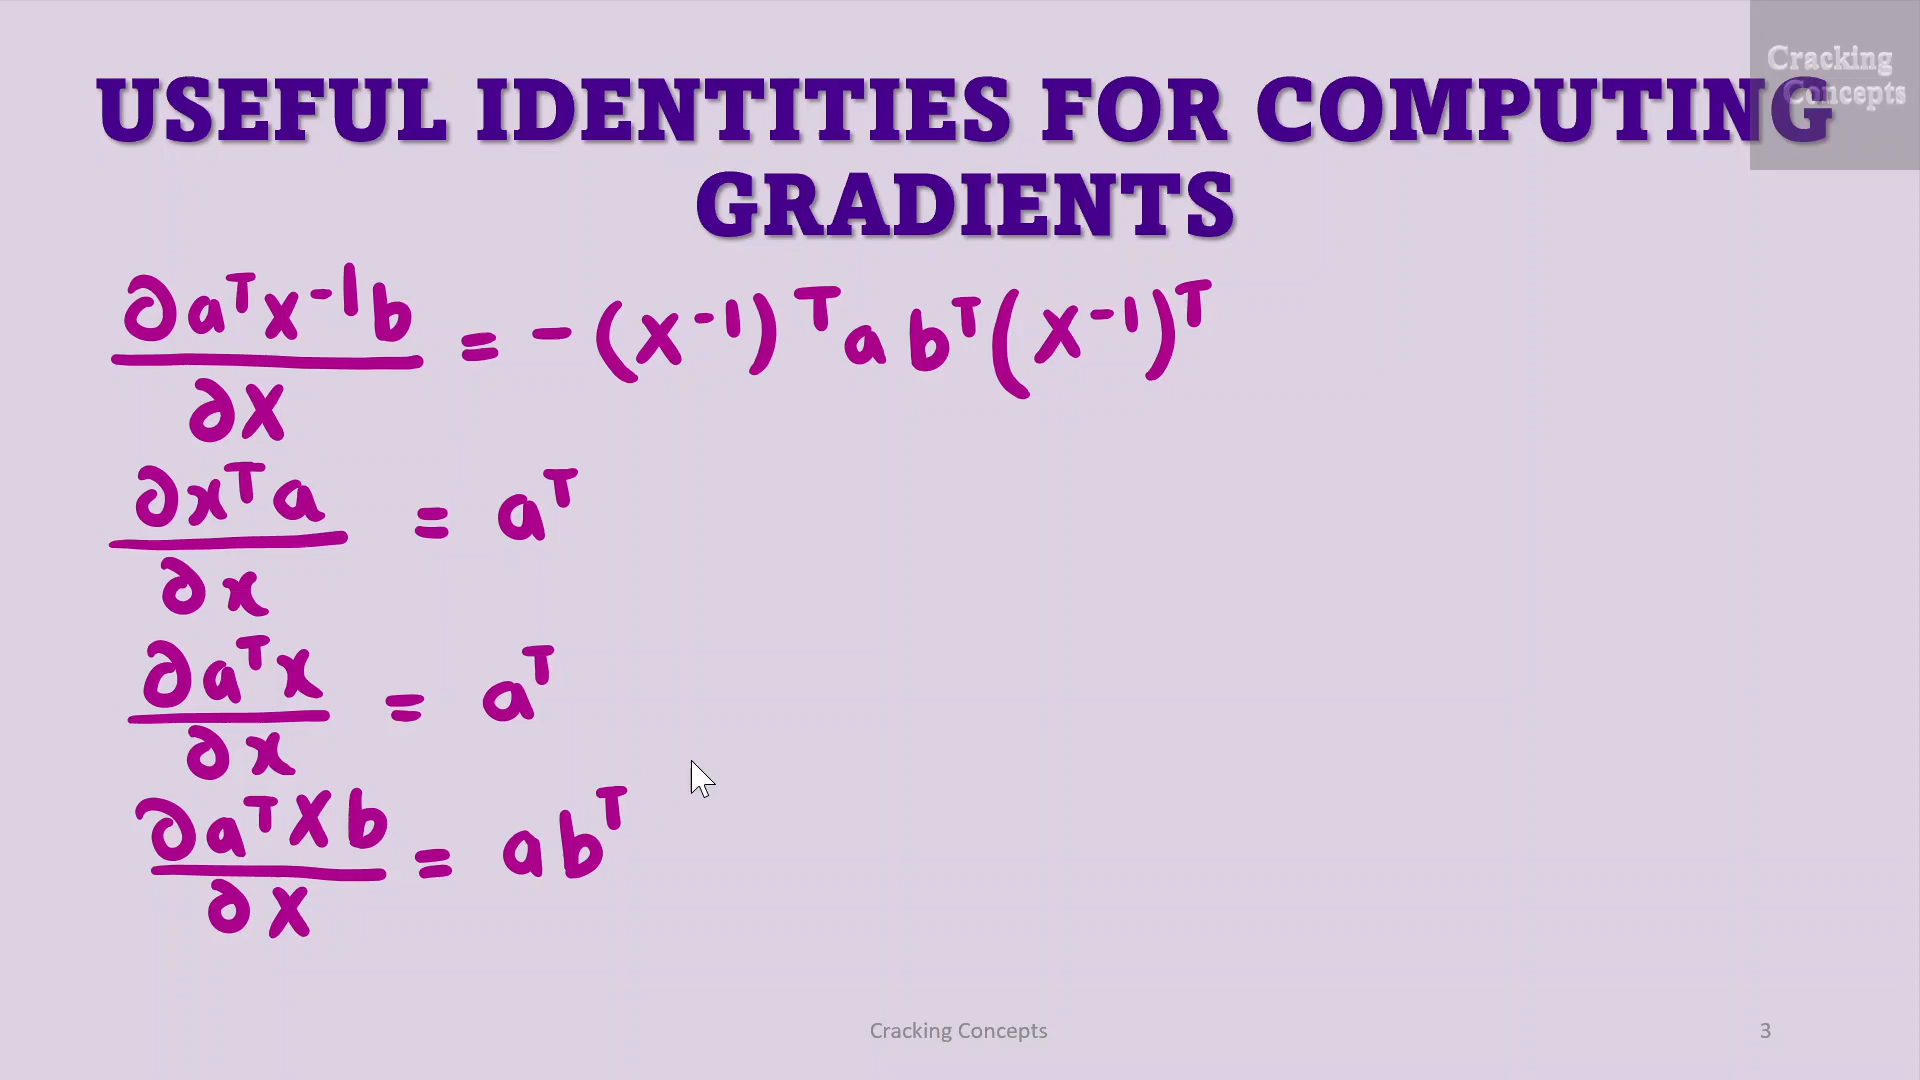 Cracking
Concepts
USEFUL IDENTITIES FOR COMPUTING
GRADIENTS
∂aᵀX⁻¹b / ∂X = -(X⁻¹)ᵀabᵀ(X⁻¹)ᵀ
∂xᵀa / ∂x = aᵀ
∂aᵀx / ∂x = aᵀ
∂aᵀXb / ∂X = abᵀ
Cracking Concepts
3